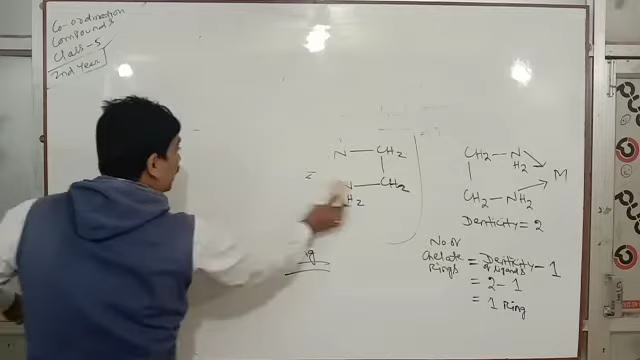 Co-ordination
Compounds
Class-5
2nd Year
N — CH2
N — CH2
H2
CH2 — N
H2
M
CH2 — NH2
Denticity = 2
No of
Chelate
Rings = Denticity of ligands - 1
= 2 - 1
= 1 Ring